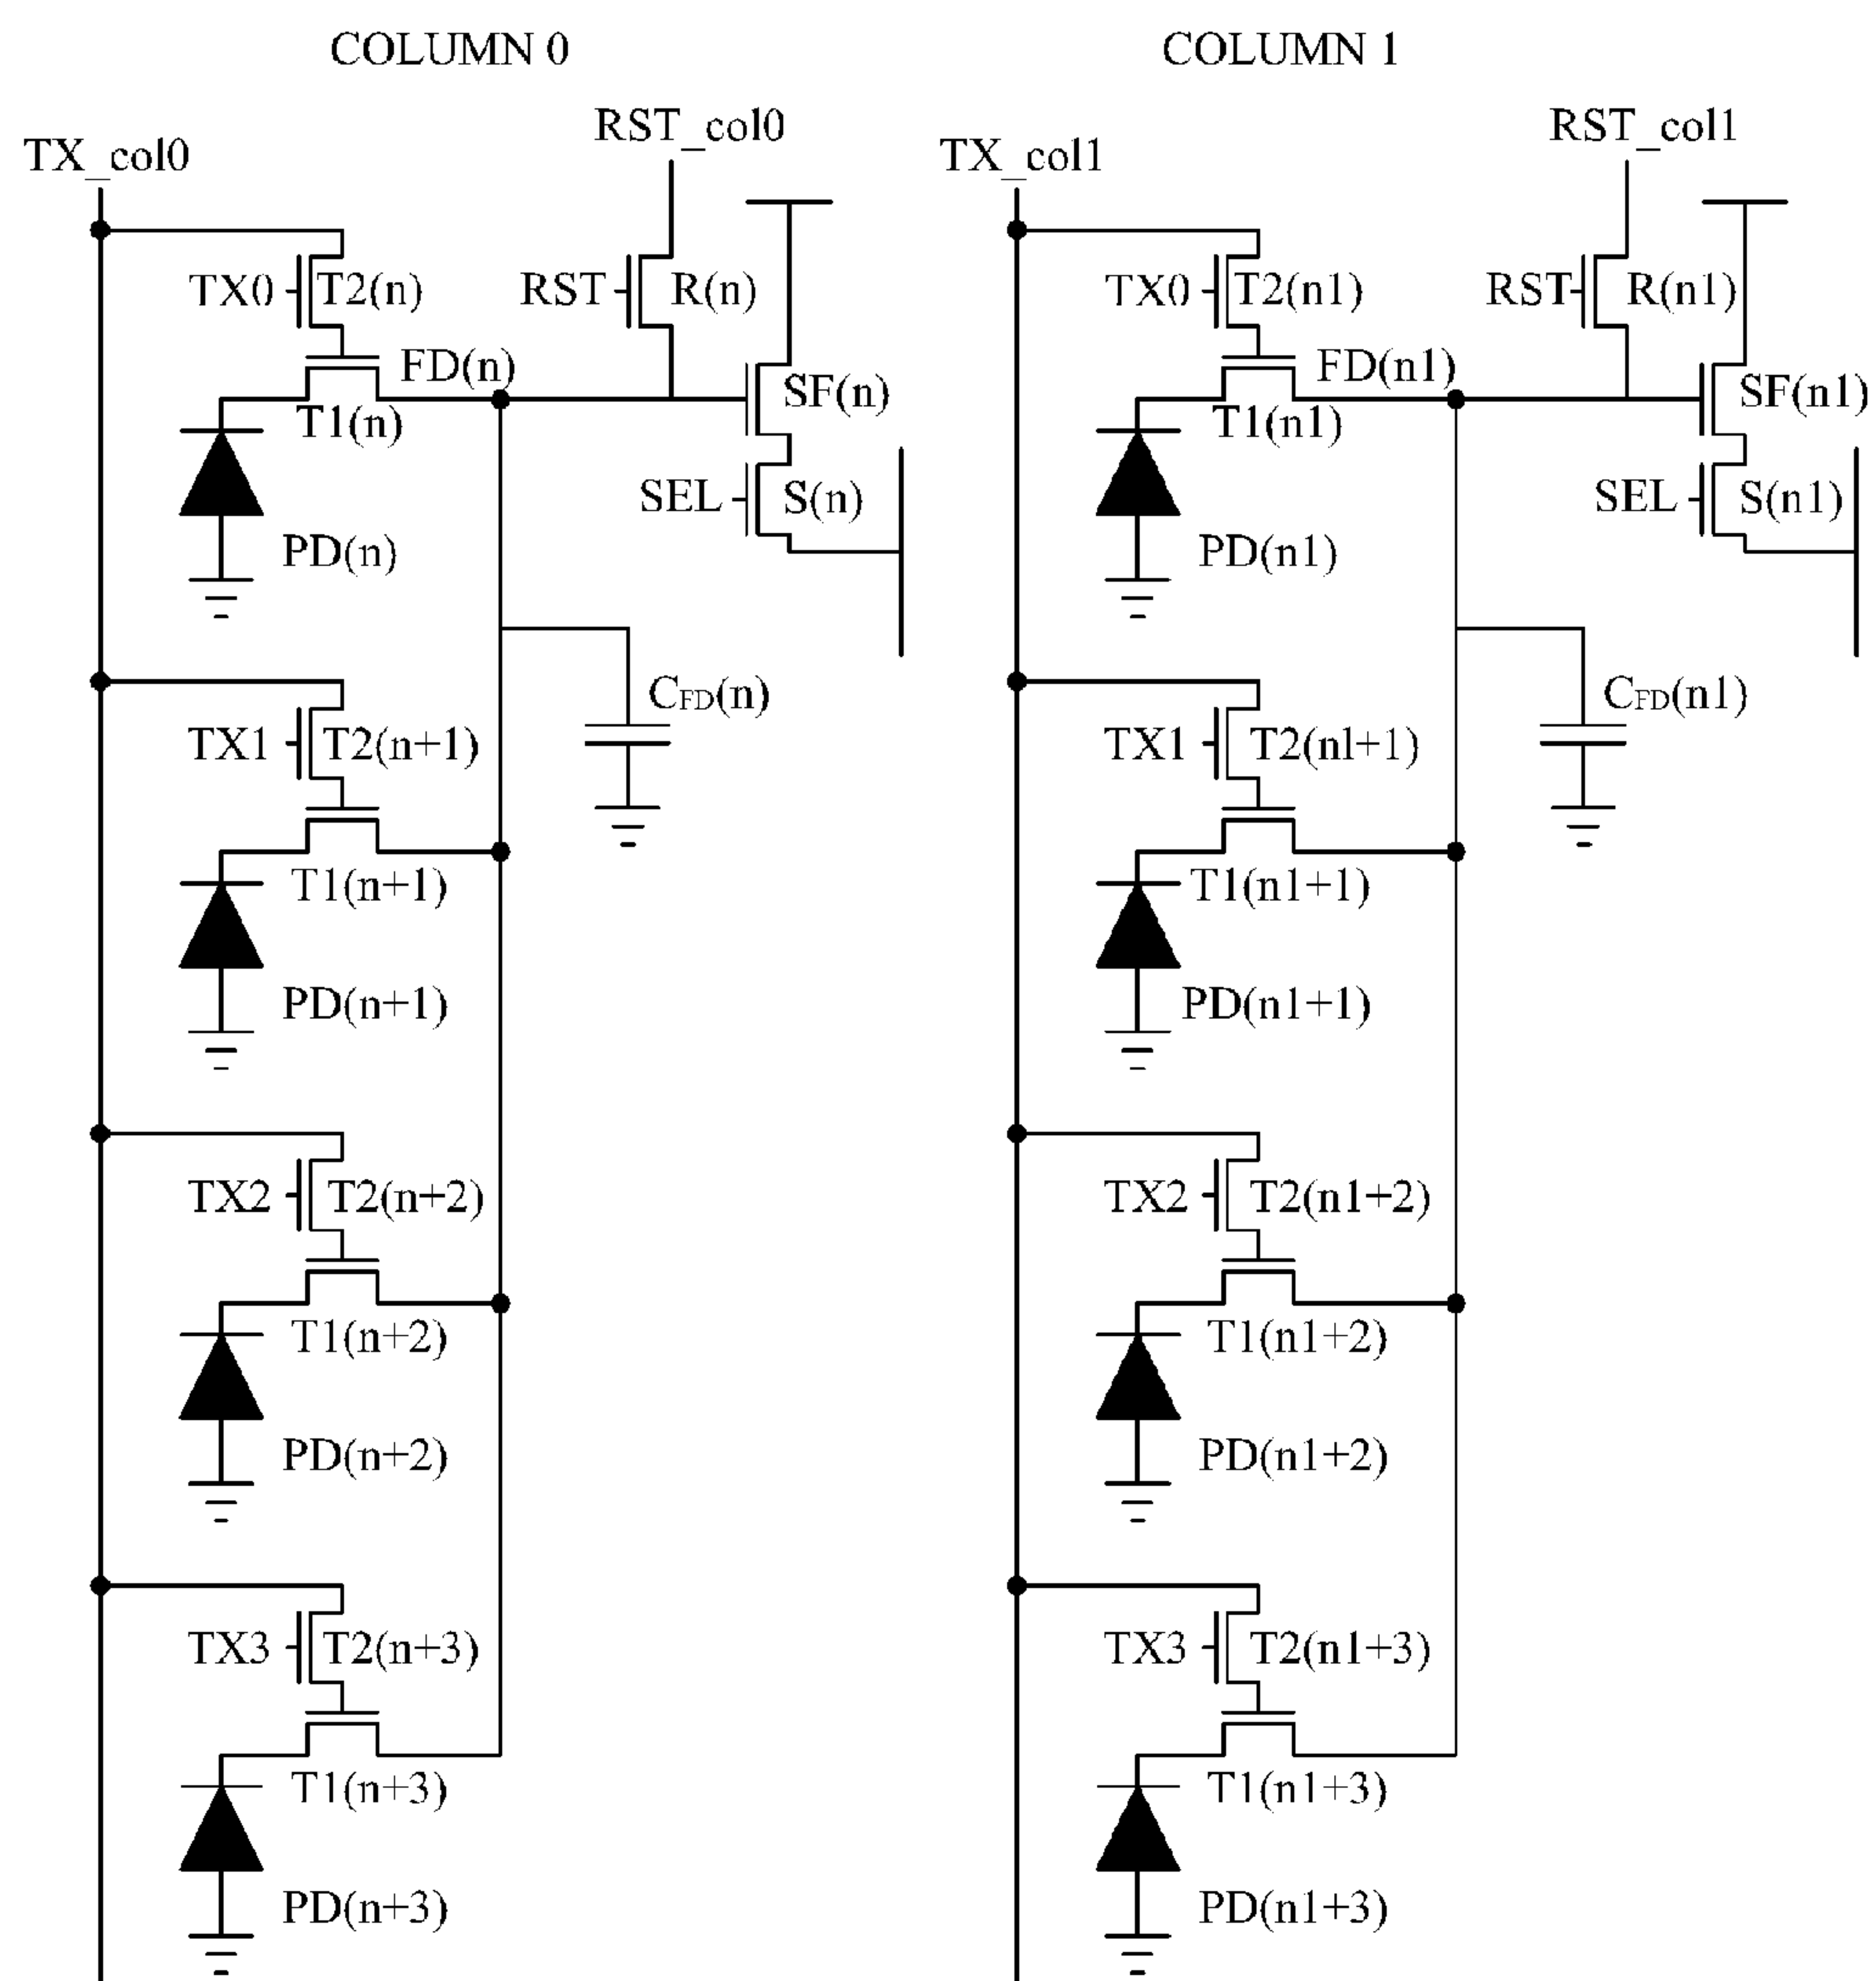 COLUMN 0
COLUMN 1
RST_col0
RST_col1
TX_col0
TX_col1
TX0
T2(n)
RST
R(n)
TX0
T2(n1)
RST
R(n1)
FD(n)
SF(n)
FD(n1)
SF(n1)
T1(n)
T1(n1)
SEL
S(n)
SEL
S(n1)
PD(n)
PD(n1)
CFD(n)
CFD(n1)
TX1
T2(n+1)
TX1
T2(n1+1)
T1(n+1)
T1(n1+1)
PD(n+1)
PD(n1+1)
TX2
T2(n+2)
TX2
T2(n1+2)
T1(n+2)
T1(n1+2)
PD(n+2)
PD(n1+2)
TX3
T2(n+3)
TX3
T2(n1+3)
T1(n+3)
T1(n1+3)
PD(n+3)
PD(n1+3)